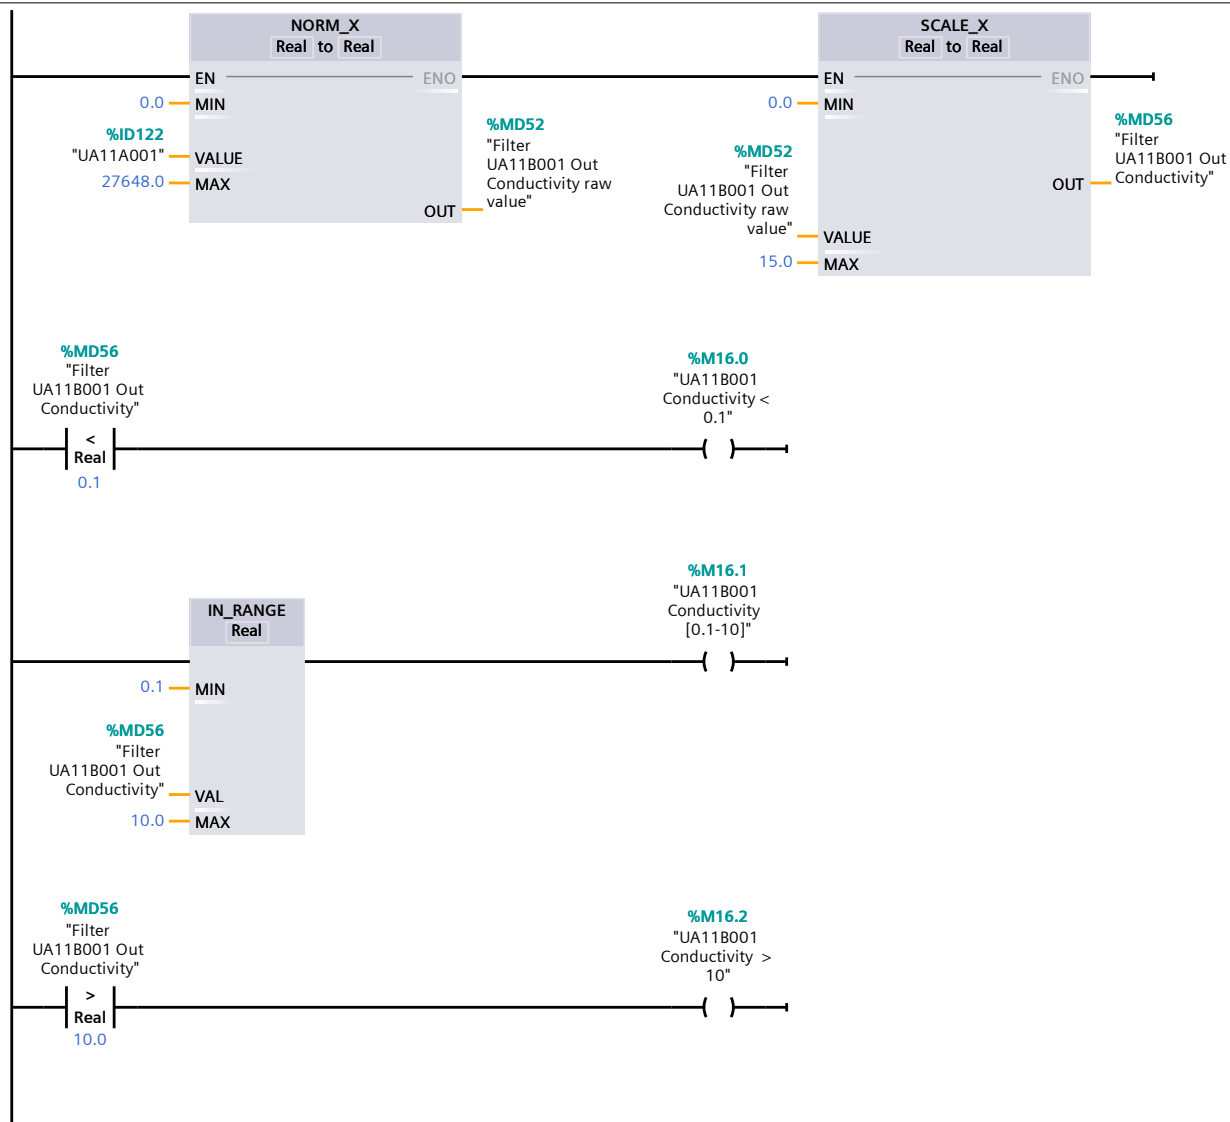 NORM_X
Real to Real
EN
ENO
0.0
MIN
%ID122
"UA11A001"
VALUE
27648.0
MAX
OUT
%MD52
"Filter
UA11B001 Out
Conductivity raw
value"
SCALE_X
Real to Real
EN
ENO
0.0
MIN
%MD52
"Filter
UA11B001 Out
Conductivity raw
value"
VALUE
15.0
MAX
OUT
%MD56
"Filter
UA11B001 Out
Conductivity"
%MD56
"Filter
UA11B001 Out
Conductivity"
<
Real
0.1
%M16.0
"UA11B001
Conductivity <
0.1"
IN_RANGE
Real
0.1
MIN
%MD56
"Filter
UA11B001 Out
Conductivity"
VAL
10.0
MAX
%M16.1
"UA11B001
Conductivity
[0.1-10]"
%MD56
"Filter
UA11B001 Out
Conductivity"
>
Real
10.0
%M16.2
"UA11B001
Conductivity >
10"